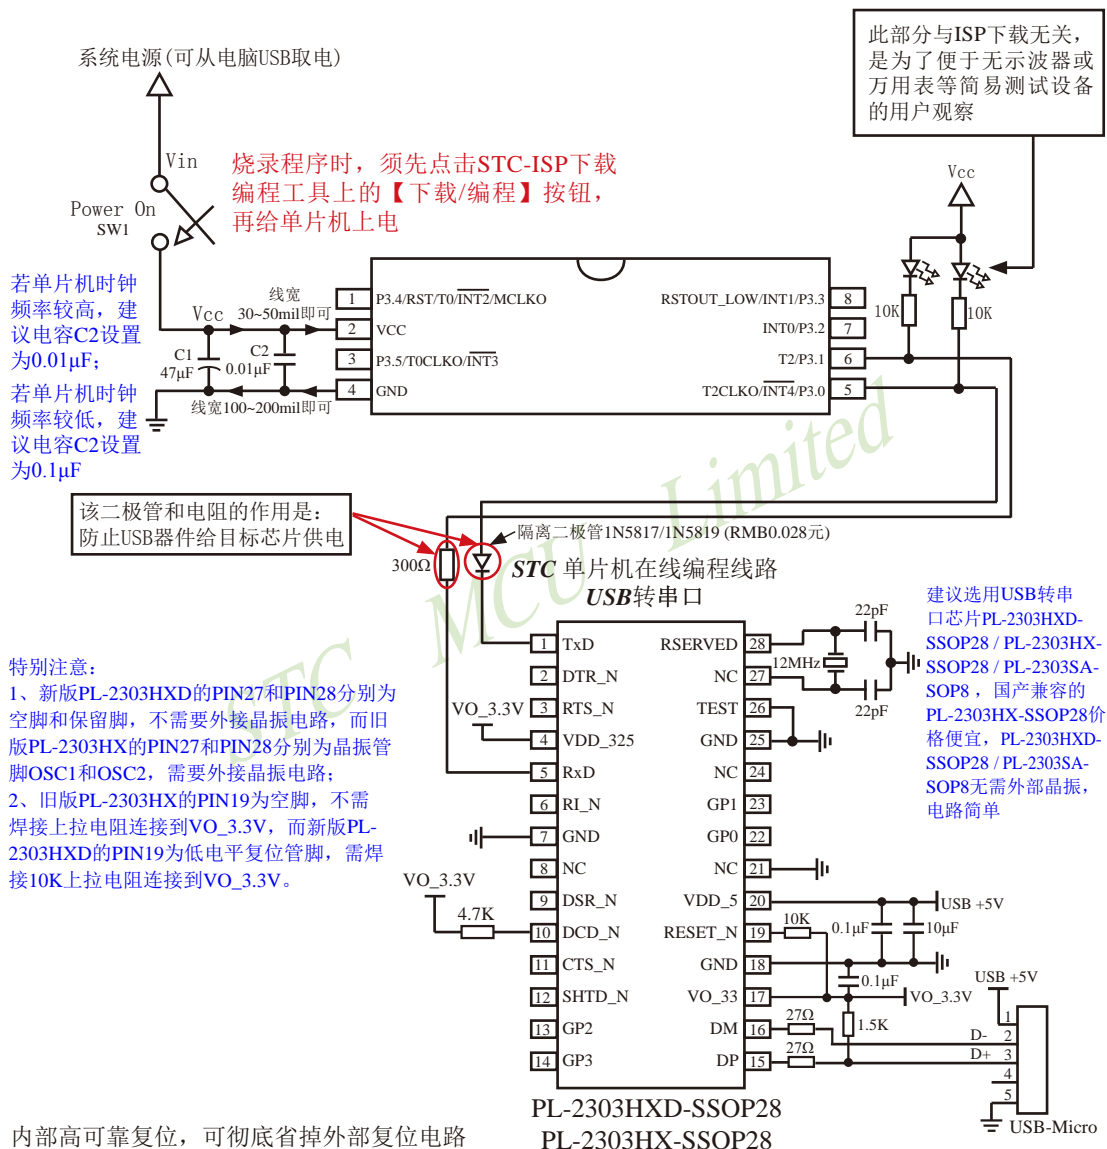 此部分与ISP下载无关，
是为了便于无示波器或
万用表等简易测试设备
的用户观察
系统电源(可从电脑USB取电)
Vin
Power On
SW1
烧录程序时，须先点击STC-ISP下载
编程工具上的【下载/编程】按钮，
再给单片机上电
Vcc
10K
10K
若单片机时钟
频率较高，建
议电容C2设置
为0.01μF；
若单片机时钟
频率较低，建
议电容C2设置
为0.1μF
线宽
30~50mil即可
Vcc
C1
47μF
C2
0.01μF
线宽100~200mil即可
1 P3.4/RST/T0/INT2/MCLKO
2 VCC
3 P3.5/T0CLKO/INT3
4 GND
RSTOUT_LOW/INT1/P3.3 8
INT0/P3.2 7
T2/P3.1 6
T2CLKO/INT4/P3.0 5
STC MCU Limited
该二极管和电阻的作用是：
防止USB器件给目标芯片供电
300Ω
隔离二极管1N5817/1N5819 (RMB0.028元)
STC 单片机在线编程线路
USB转串口
建议选用USB转串
口芯片PL-2303HXD-
SSOP28 / PL-2303HX-
SSOP28 / PL-2303SA-
SOP8 ，国产兼容的
PL-2303HX-SSOP28价
格便宜，PL-2303HXD-
SSOP28 / PL-2303SA-
SOP8无需外部晶振，
电路简单
特别注意：
1、新版PL-2303HXD的PIN27和PIN28分别为
空脚和保留脚，不需要外接晶振电路，而旧
版PL-2303HX的PIN27和PIN28分别为晶振管
脚OSC1和OSC2，需要外接晶振电路；
2、旧版PL-2303HX的PIN19为空脚，不需
焊接上拉电阻连接到VO_3.3V，而新版PL-
2303HXD的PIN19为低电平复位管脚，需焊
接10K上拉电阻连接到VO_3.3V。
VO_3.3V
VO_3.3V
4.7K
1 TxD
2 DTR_N
3 RTS_N
4 VDD_325
5 RxD
6 RI_N
7 GND
8 NC
9 DSR_N
10 DCD_N
11 CTS_N
12 SHTD_N
13 GP2
14 GP3
RSERVED 28
NC 27
TEST 26
GND 25
NC 24
GP1 23
GP0 22
NC 21
VDD_5 20
RESET_N 19
GND 18
VO_33 17
DM 16
DP 15
22pF
12MHz
22pF
USB +5V
10K
0.1μF
10μF
0.1μF
VO_3.3V
USB +5V
27Ω
1.5K
27Ω
D-
D+
1
2
3
4
5
USB-Micro
PL-2303HXD-SSOP28
PL-2303HX-SSOP28
内部高可靠复位，可彻底省掉外部复位电路